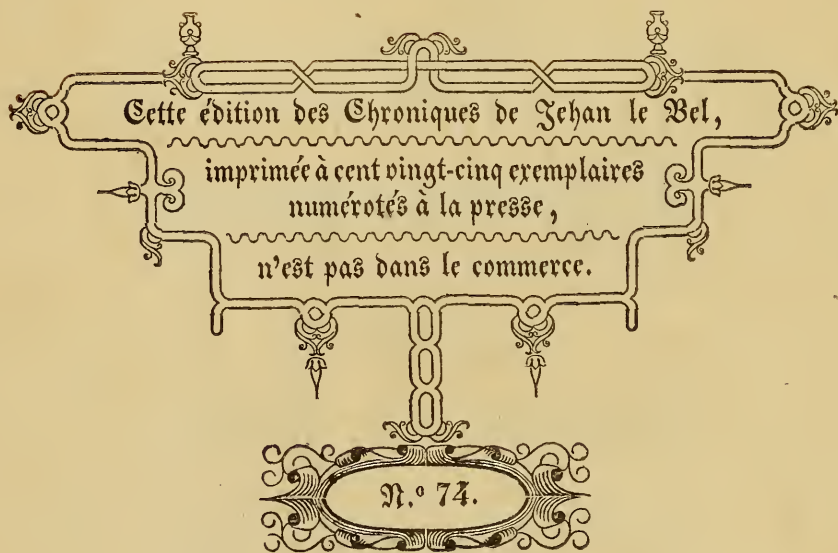 Cette édition des Chroniques de Jehan le Bel,
imprimée à cent vingt-cinq exemplaires
numérotés à la presse,
n'est pas dans le commerce.
N.º 74.